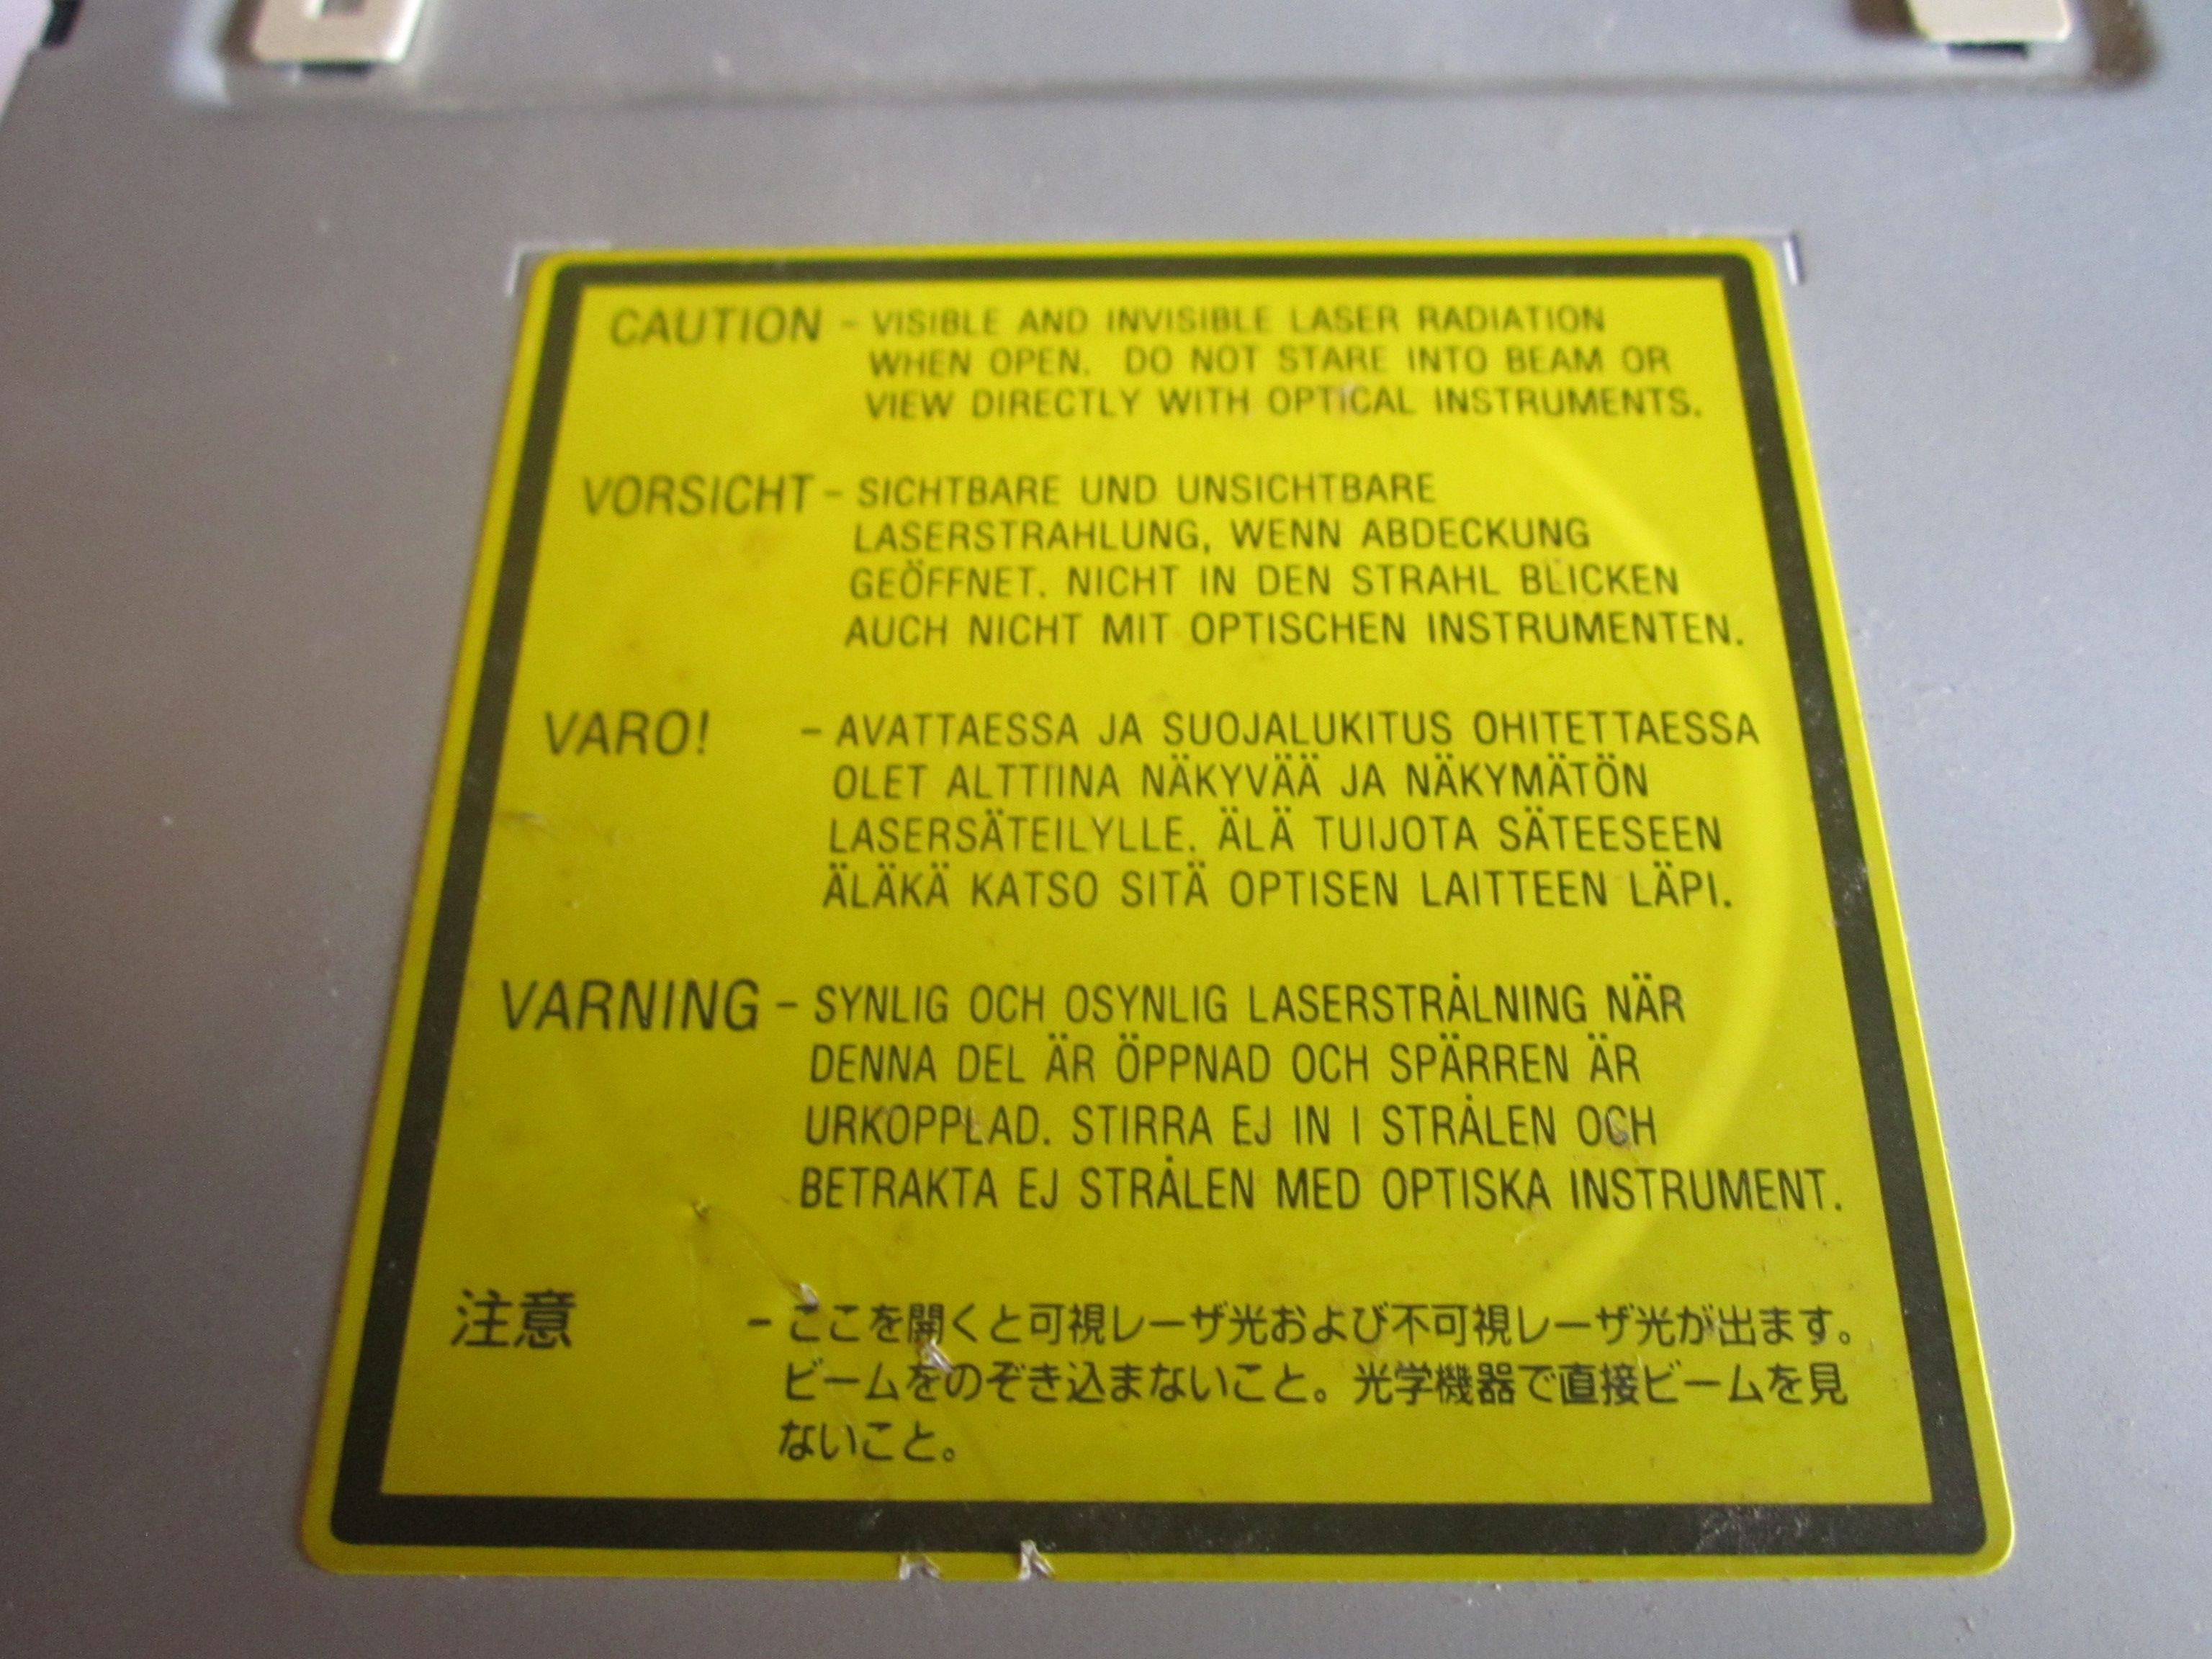 CAUTION - VISIBLE AND INVISIBLE LASER RADIATION
WHEN OPEN. DO NOT STARE INTO BEAM OR
VIEW DIRECTLY WITH OPTICAL INSTRUMENTS.
VORSICHT - SICHTBARE UND UNSICHTBARE
LASERSTRAHLUNG, WENN ABDECKUNG
GEÖFFNET. NICHT IN DEN STRAHL BLICKEN
AUCH NICHT MIT OPTISCHEN INSTRUMENTEN.
VARO! - AVATTAESSA JA SUOJALUKITUS OHITETTAESSA
OLET ALTTIINA NÄKYVÄÄ JA NÄKYMÄTÖN
LASERSÄTEILYLLE. ÄLÄ TUIJOTA SÄTEESEEN
ÄLÄKÄ KATSO SITÄ OPTISEN LAITTEEN LÄPI.
VARNING - SYNLIG OCH OSYNLIG LASERSTRÅLNING NÄR
DENNA DEL ÄR ÖPPNAD OCH SPÄRREN ÄR
URKOPPLAD. STIRRA EJ IN I STRÅLEN OCH
BETRAKTA EJ STRÅLEN MED OPTISKA INSTRUMENT.
注意 - ここを開くと可視レーザ光および不可視レーザ光が出ます。
ビームをのぞき込まないこと。光学機器で直接ビームを見
ないこと。